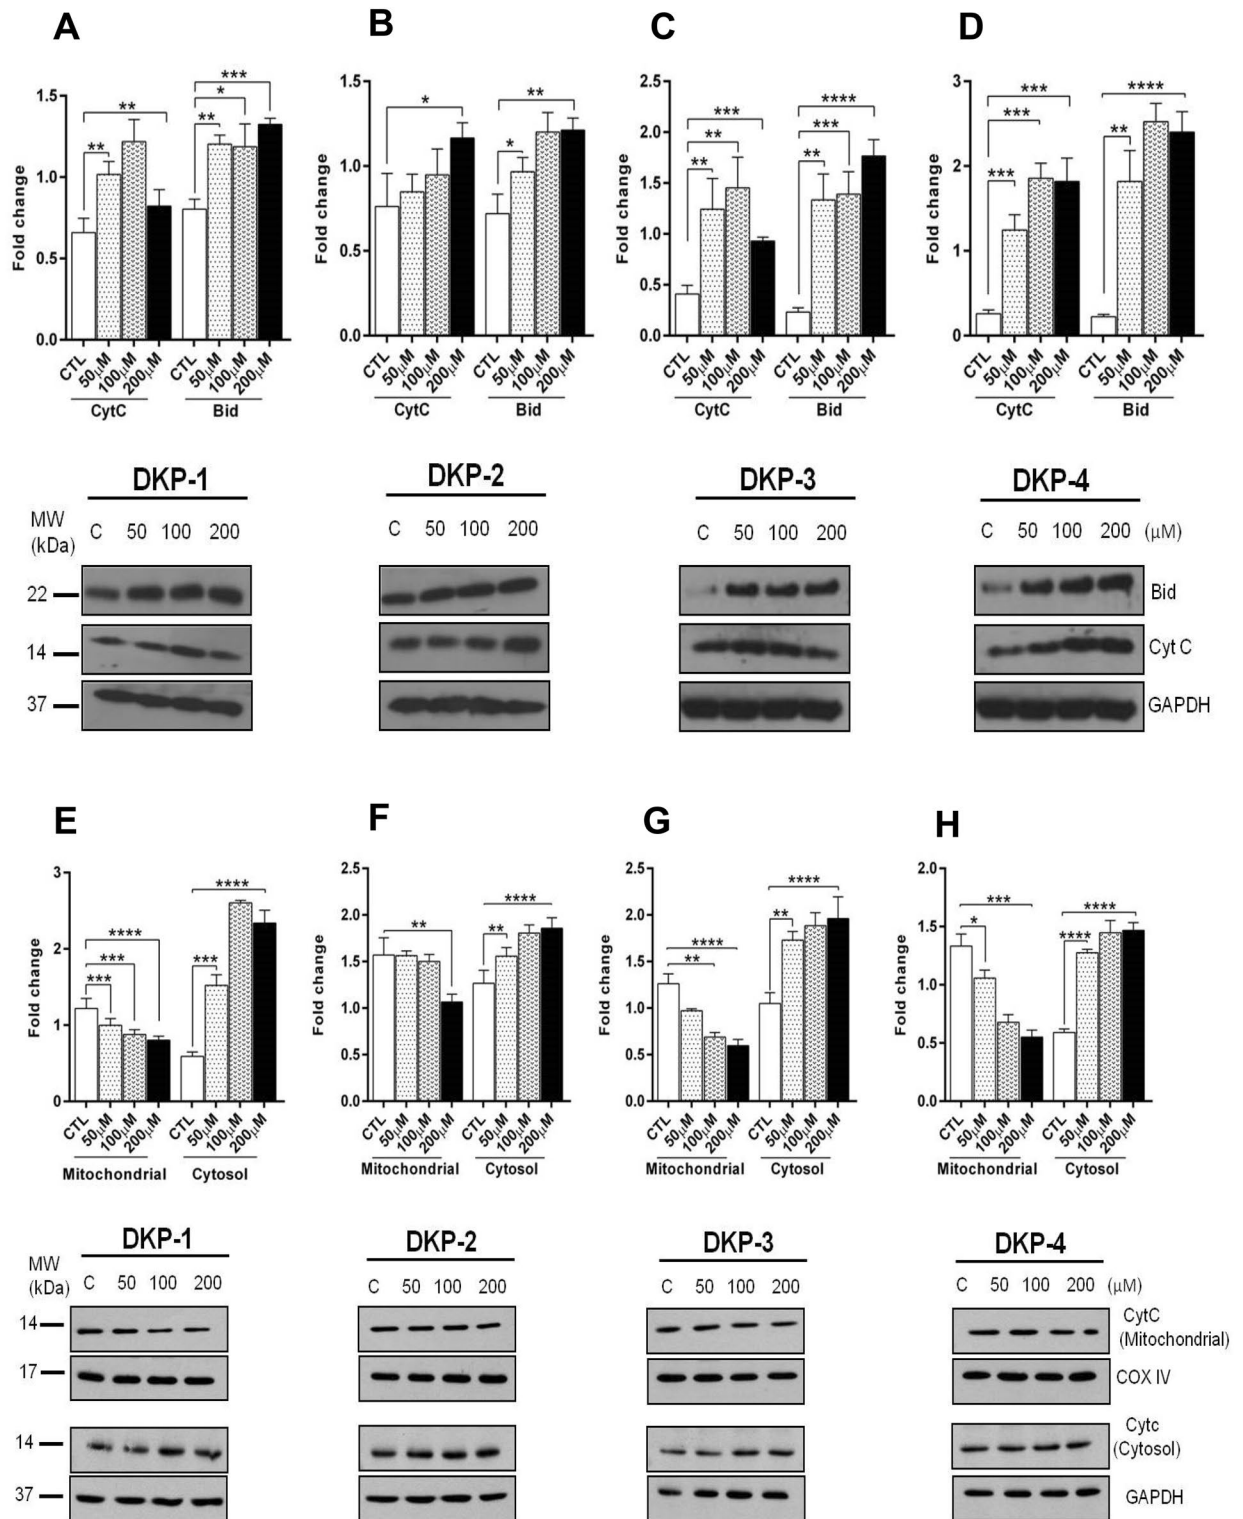 A
B
C
D
Fold change
1.5
1.0
0.5
0.0
** ** ** * ***
CTL 50μM 100μM 200μM CTL 50μM 100μM 200μM
CytC Bid
Fold change
1.5
1.0
0.5
0.0
* * **
CTL 50μM 100μM 200μM CTL 50μM 100μM 200μM
CytC Bid
Fold change
2.5
2.0
1.5
1.0
0.5
0.0
** ** *** ** *** ****
CTL 50μM 100μM 200μM CTL 50μM 100μM 200μM
CytC Bid
Fold change
3
2
1
0
*** *** *** ** ****
CTL 50μM 100μM 200μM CTL 50μM 100μM 200μM
CytC Bid
DKP-1 DKP-2 DKP-3 DKP-4
MW
(kDa)
C 50 100 200 C 50 100 200 C 50 100 200 C 50 100 200 (μM)
22 Bid
14 Cyt C
37 GAPDH
E
F
G
H
Fold change
3
2
1
0
*** *** **** *** ****
CTL 50μM 100μM 200μM CTL 50μM 100μM 200μM
Mitochondrial Cytosol
Fold change
2.5
2.0
1.5
1.0
0.5
0.0
** ** ****
CTL 50μM 100μM 200μM CTL 50μM 100μM 200μM
Mitochondrial Cytosol
Fold change
2.5
2.0
1.5
1.0
0.5
0.0
** **** ** ****
CTL 50μM 100μM 200μM CTL 50μM 100μM 200μM
Mitochondrial Cytosol
Fold change
2.0
1.5
1.0
0.5
0.0
* *** **** ****
CTL 50μM 100μM 200μM CTL 50μM 100μM 200μM
Mitochondrial Cytosol
DKP-1 DKP-2 DKP-3 DKP-4
MW
(kDa)
C 50 100 200 C 50 100 200 C 50 100 200 C 50 100 200 (μM)
14 CytC
(Mitochondrial)
17 COX IV
14 Cytc
(Cytosol)
37 GAPDH